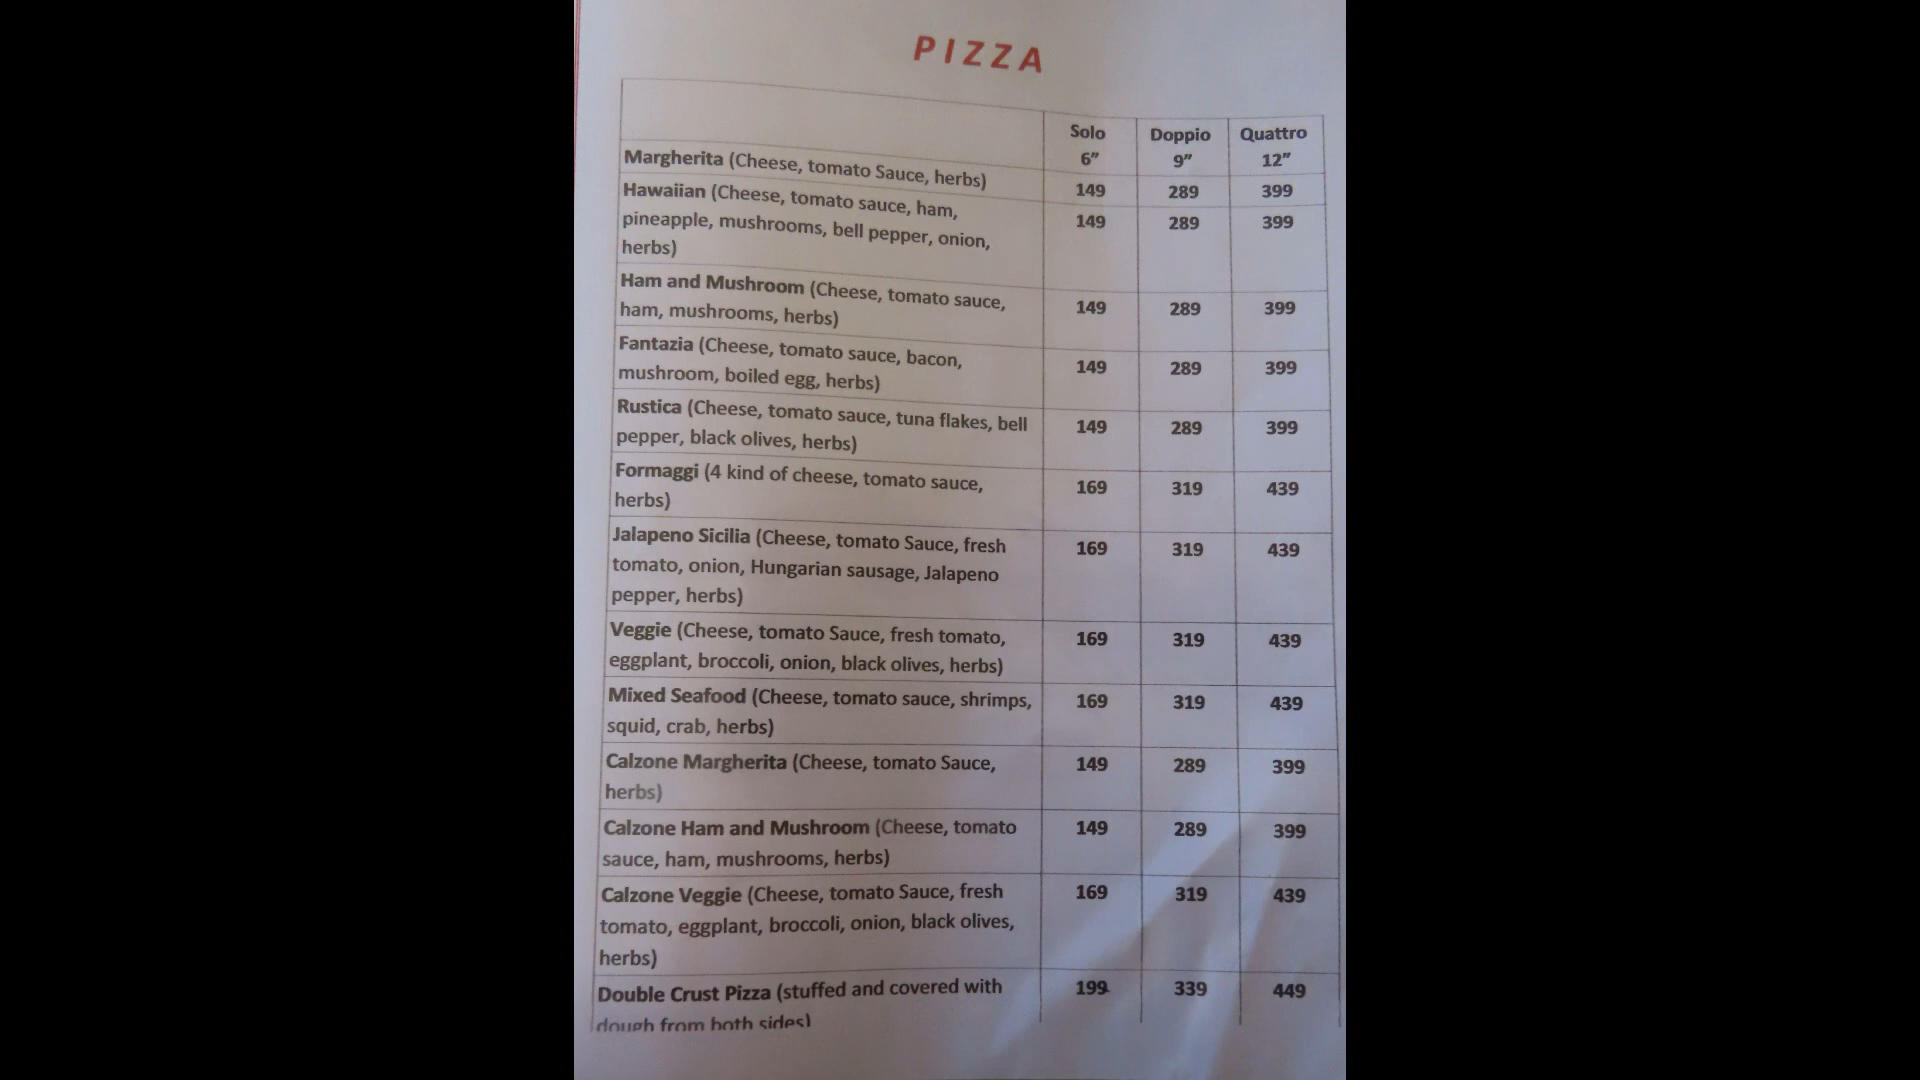 PIZZA
Solo Doppio Quattro
6” 9” 12”
Margherita (Cheese, tomato Sauce, herbs) 149 289 399
Hawaiian (Cheese, tomato sauce, ham, 149 289 399
pineapple, mushrooms, bell pepper, onion,
herbs)
Ham and Mushroom (Cheese, tomato sauce, 149 289 399
ham, mushrooms, herbs)
Fantazia (Cheese, tomato sauce, bacon, 149 289 399
mushroom, boiled egg, herbs)
Rustica (Cheese, tomato sauce, tuna flakes, bell 149 289 399
pepper, black olives, herbs)
Formaggi (4 kind of cheese, tomato sauce, 169 319 439
herbs)
Jalapeno Sicilia (Cheese, tomato Sauce, fresh 169 319 439
tomato, onion, Hungarian sausage, Jalapeno
pepper, herbs)
Veggie (Cheese, tomato Sauce, fresh tomato, 169 319 439
eggplant, broccoli, onion, black olives, herbs)
Mixed Seafood (Cheese, tomato sauce, shrimps, 169 319 439
squid, crab, herbs)
Calzone Margherita (Cheese, tomato Sauce, 149 289 399
herbs)
Calzone Ham and Mushroom (Cheese, tomato 149 289 399
sauce, ham, mushrooms, herbs)
Calzone Veggie (Cheese, tomato Sauce, fresh 169 319 439
tomato, eggplant, broccoli, onion, black olives,
herbs)
Double Crust Pizza (stuffed and covered with 199 339 449
dough from both sides)